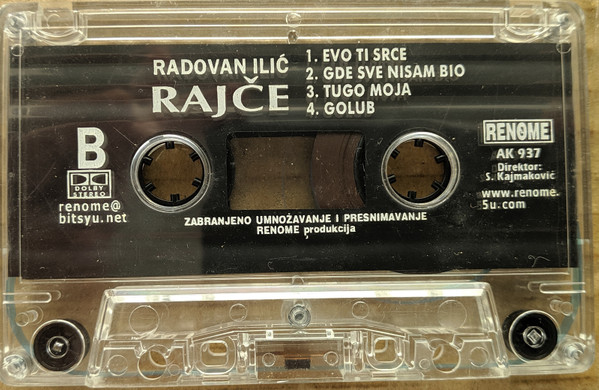 RADOVAN ILIĆ
RAJČE
1. EVO TI SRCE
2. GDE SVE NISAM BIO
3. TUGO MOJA
4. GOLUB
B
DOLBY
STEREO
renome@
bitsyu.net
RENOME
AK 937
Direktor:
S. Kajmaković
www.renome.
5u.com
ZABRANJENO UMNOŽAVANJE I PRESNIMAVANJE
RENOME produkcija